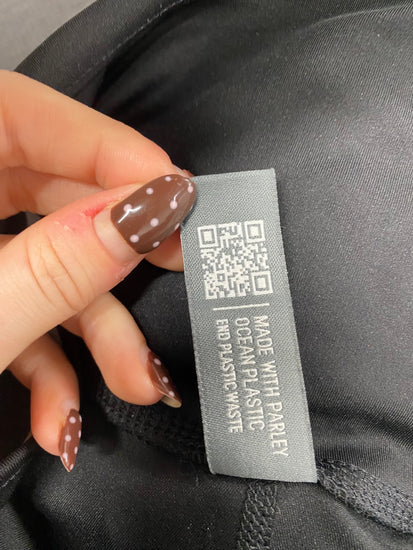 MADE WITH PARLEY
OCEAN PLASTIC
END PLASTIC WASTE